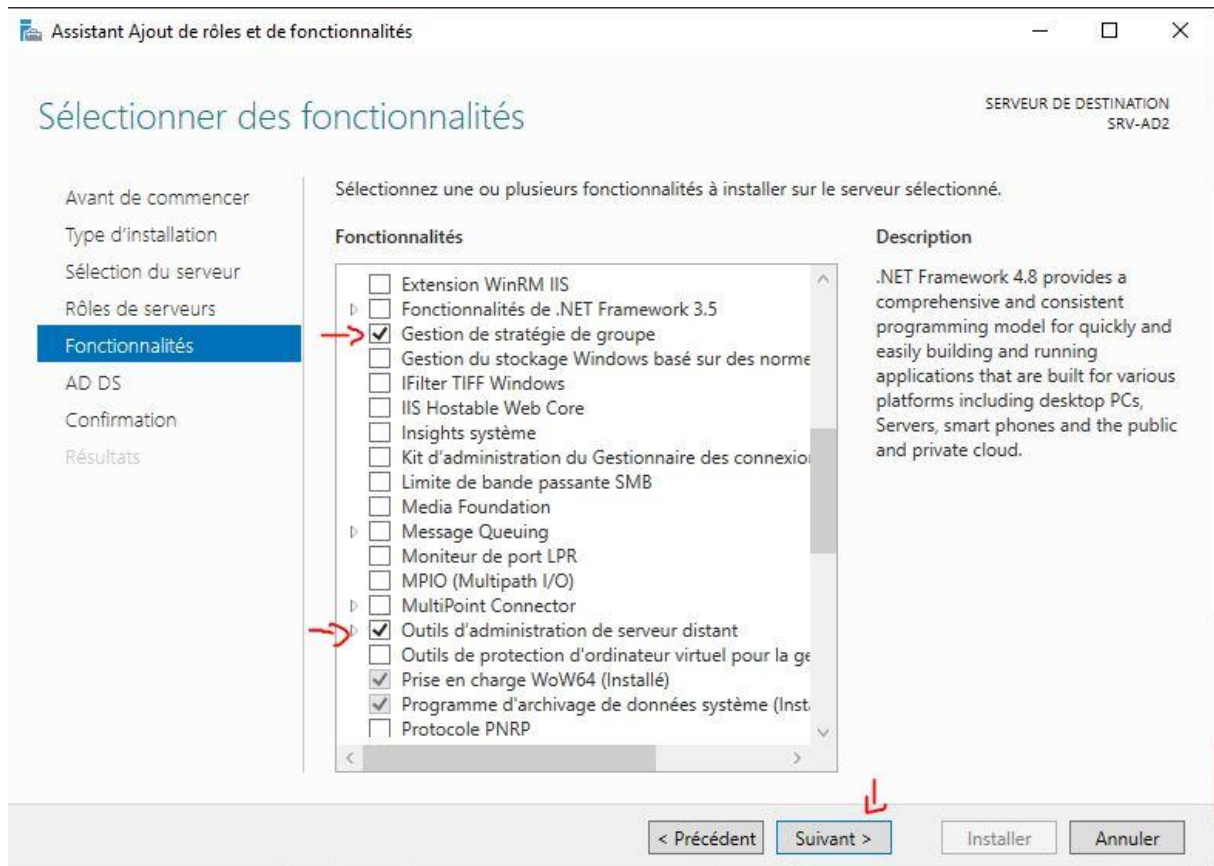 Assistant Ajout de rôles et de fonctionnalités
Sélectionner des fonctionnalités
SERVEUR DE DESTINATION
SRV-AD2
Avant de commencer
Type d'installation
Sélection du serveur
Rôles de serveurs
Fonctionnalités
AD DS
Confirmation
Résultats
Sélectionnez une ou plusieurs fonctionnalités à installer sur le serveur sélectionné.
Fonctionnalités
Extension WinRM IIS
Fonctionnalités de .NET Framework 3.5
Gestion de stratégie de groupe
Gestion du stockage Windows basé sur des norme
IFilter TIFF Windows
IIS Hostable Web Core
Insights système
Kit d'administration du Gestionnaire des connexio
Limite de bande passante SMB
Media Foundation
Message Queuing
Moniteur de port LPR
MPIO (Multipath I/O)
MultiPoint Connector
Outils d'administration de serveur distant
Outils de protection d'ordinateur virtuel pour la ge
Prise en charge WoW64 (Installé)
Programme d'archivage de données système (Inst
Protocole PNRP
Description
.NET Framework 4.8 provides a
comprehensive and consistent
programming model for quickly and
easily building and running
applications that are built for various
platforms including desktop PCs,
Servers, smart phones and the public
and private cloud.
< Précédent
Suivant >
Installer
Annuler